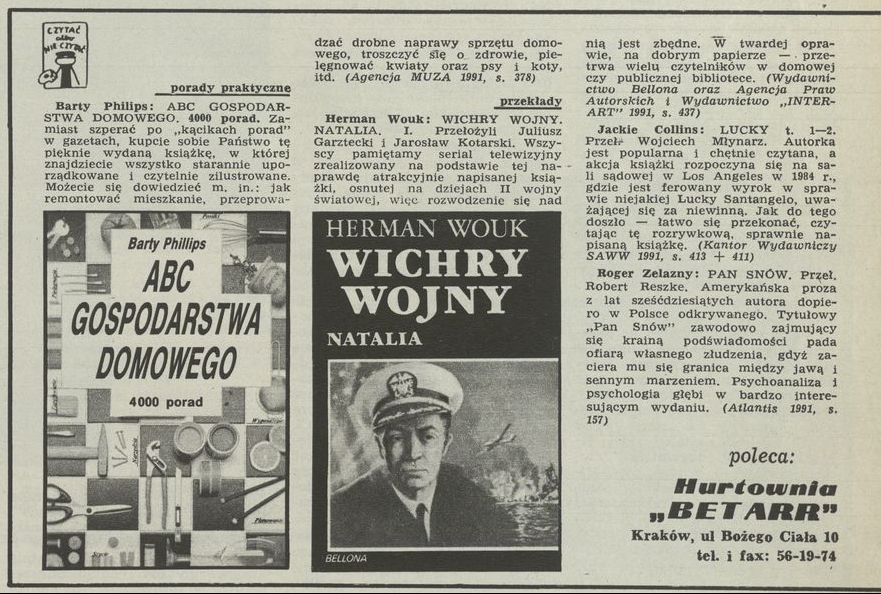 CZYTAĆ
albo
NIE CZYTAĆ
porady praktyczne
Barty Philips: ABC GOSPODAR-
STWA DOMOWEGO. 4000 porad. Za-
miast szperać po „kącikach porad”
w gazetach, kupcie sobie Państwo tę
pięknie wydaną książkę, w której
znajdziecie wszystko starannie upo-
rządkowane i czytelnie zilustrowane.
Możecie się dowiedzieć m. in.: jak
remontować mieszkanie, przeprowa-
Barty Phillips
ABC
GOSPODARSTWA
DOMOWEGO
4000 porad
dzać drobne naprawy sprzętu domo-
wego, troszczyć się o zdrowie, pie-
lęgnować kwiaty oraz psy i koty,
itd. (Agencja MUZA 1991, s. 378)
przekłady
Herman Wouk: WICHRY WOJNY.
NATALIA. I. Przełożyli Juliusz
Garztecki i Jarosław Kotarski. Wszy-
scy pamiętamy serial telewizyjny
zrealizowany na podstawie tej na-
prawdę atrakcyjnie napisanej ksią-
żki, osnutej na dziejach II wojny
światowej, więc rozwodzenie się nad
HERMAN WOUK
WICHRY
WOJNY
NATALIA
BELLONA
nią jest zbędne. W twardej opra-
wie, na dobrym papierze — prze-
trwa wielu czytelników w domowej
czy publicznej bibliotece. (Wydawni-
ctwo Bellona oraz Agencja Praw
Autorskich i Wydawnictwo „INTER-
ART” 1991, s. 437)
Jackie Collins: LUCKY t. 1—2.
Przeł. Wojciech Młynarz. Autorka
jest popularna i chętnie czytana, a
akcja książki rozpoczyna się na sa-
li sądowej w Los Angeles w 1984 r.,
gdzie jest ferowany wyrok w spra-
wie niejakiej Lucky Santangelo, uwa-
żającej się za niewinną. Jak do tego
doszło — łatwo się przekonać, czy-
tając tę rozrywkową, sprawnie na-
pisaną książkę. (Kantor Wydawniczy
SAWW 1991, s. 413 + 411)
Roger Zelazny: PAN SNÓW. Przeł.
Robert Reszke. Amerykańska proza
z lat sześćdziesiątych autora dopie-
ro w Polsce odkrywanego. Tytułowy
„Pan Snów” zawodowo zajmujący
się krainą podświadomości pada
ofiarą własnego złudzenia, gdyż za-
ciera mu się granica między jawą i
sennym marzeniem. Psychoanaliza i
psychologia głębi w bardzo intere-
sującym wydaniu. (Atlantis 1991, s.
157)
poleca:
Hurtownia
„BETARR”
Kraków, ul Bożego Ciała 10
tel. i fax: 56-19-74